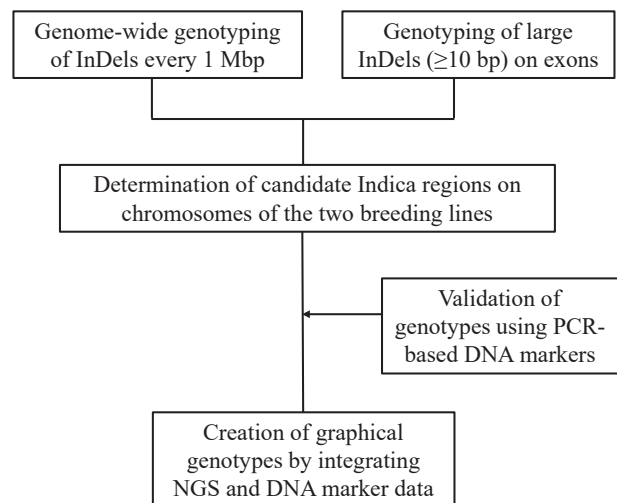 Genome-wide genotyping
of InDels every 1 Mbp
Genotyping of large
InDels (≥10 bp) on exons
Determination of candidate Indica regions on
chromosomes of the two breeding lines
Validation of
genotypes using PCR-
based DNA markers
Creation of graphical
genotypes by integrating
NGS and DNA marker data